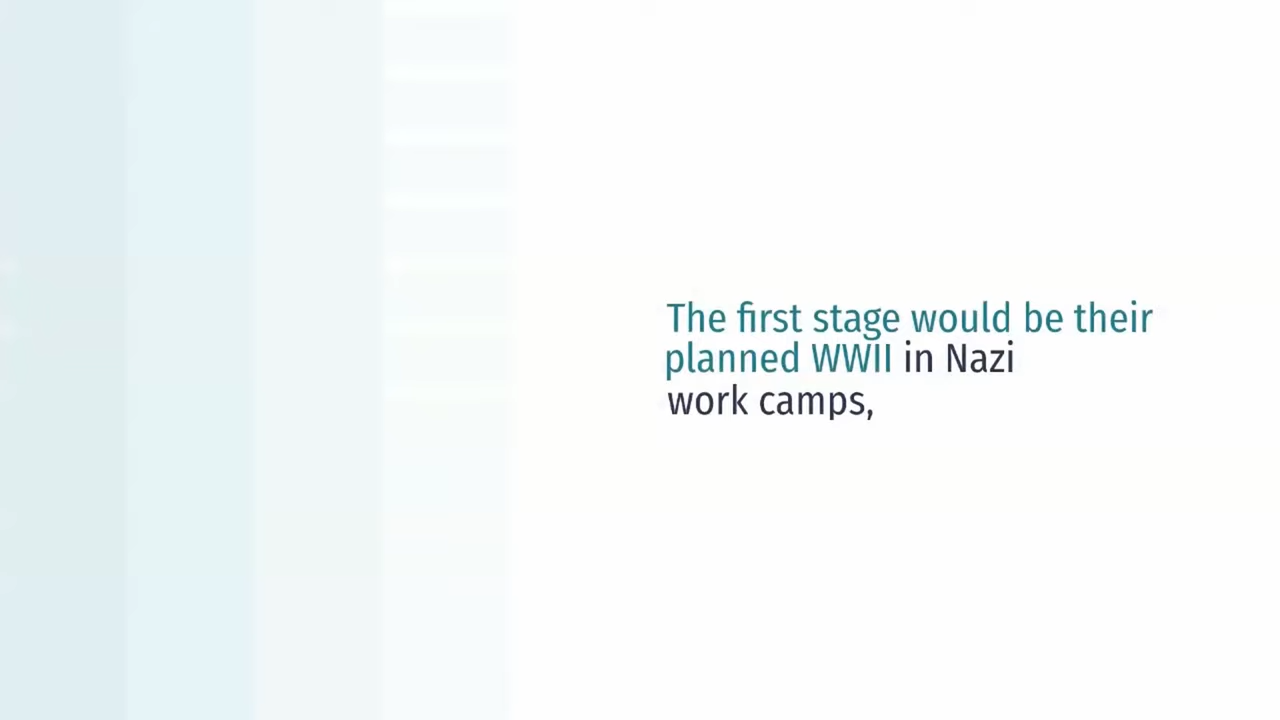 The first stage would be their
planned WWII in Nazi
work camps,